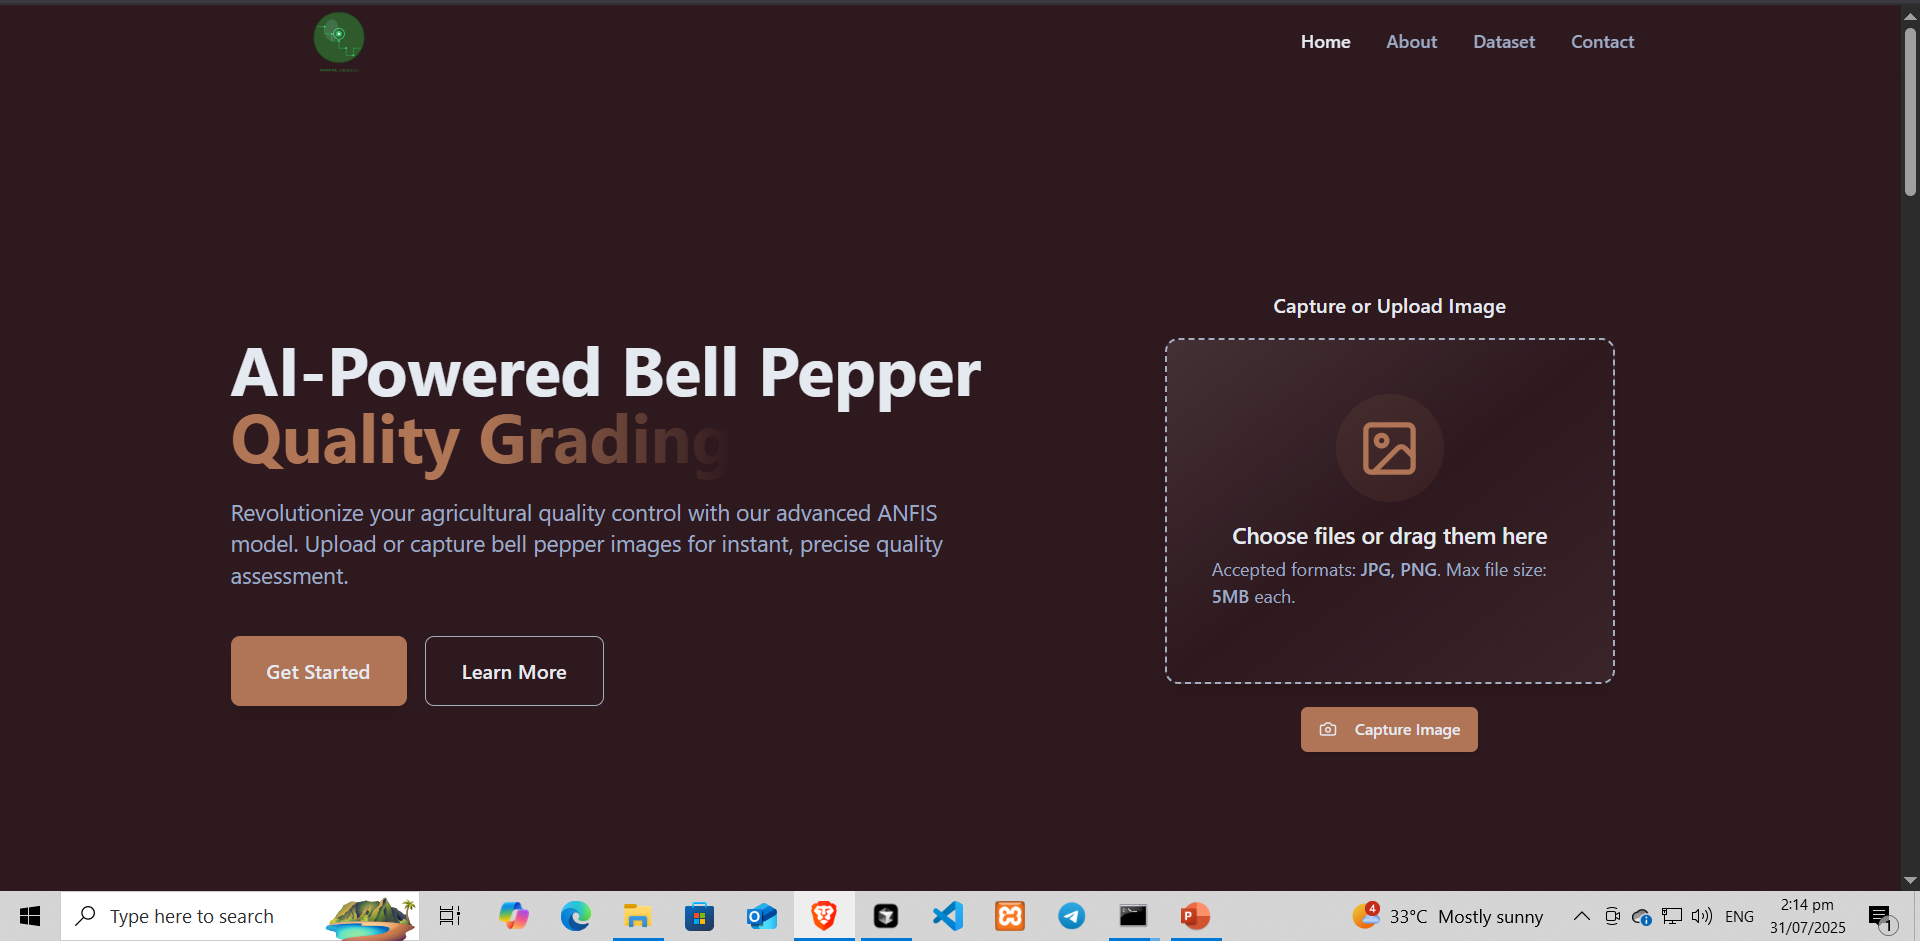 Home
About
Dataset
Contact
Capture or Upload Image
AI-Powered Bell Pepper
Quality Grading
Revolutionize your agricultural quality control with our advanced ANFIS
model. Upload or capture bell pepper images for instant, precise quality
assessment.
Get Started
Learn More
Choose files or drag them here
Accepted formats: JPG, PNG. Max file size:
5MB each.
Capture Image
Type here to search
4
33°C Mostly sunny
ENG
2:14 pm
31/07/2025
1